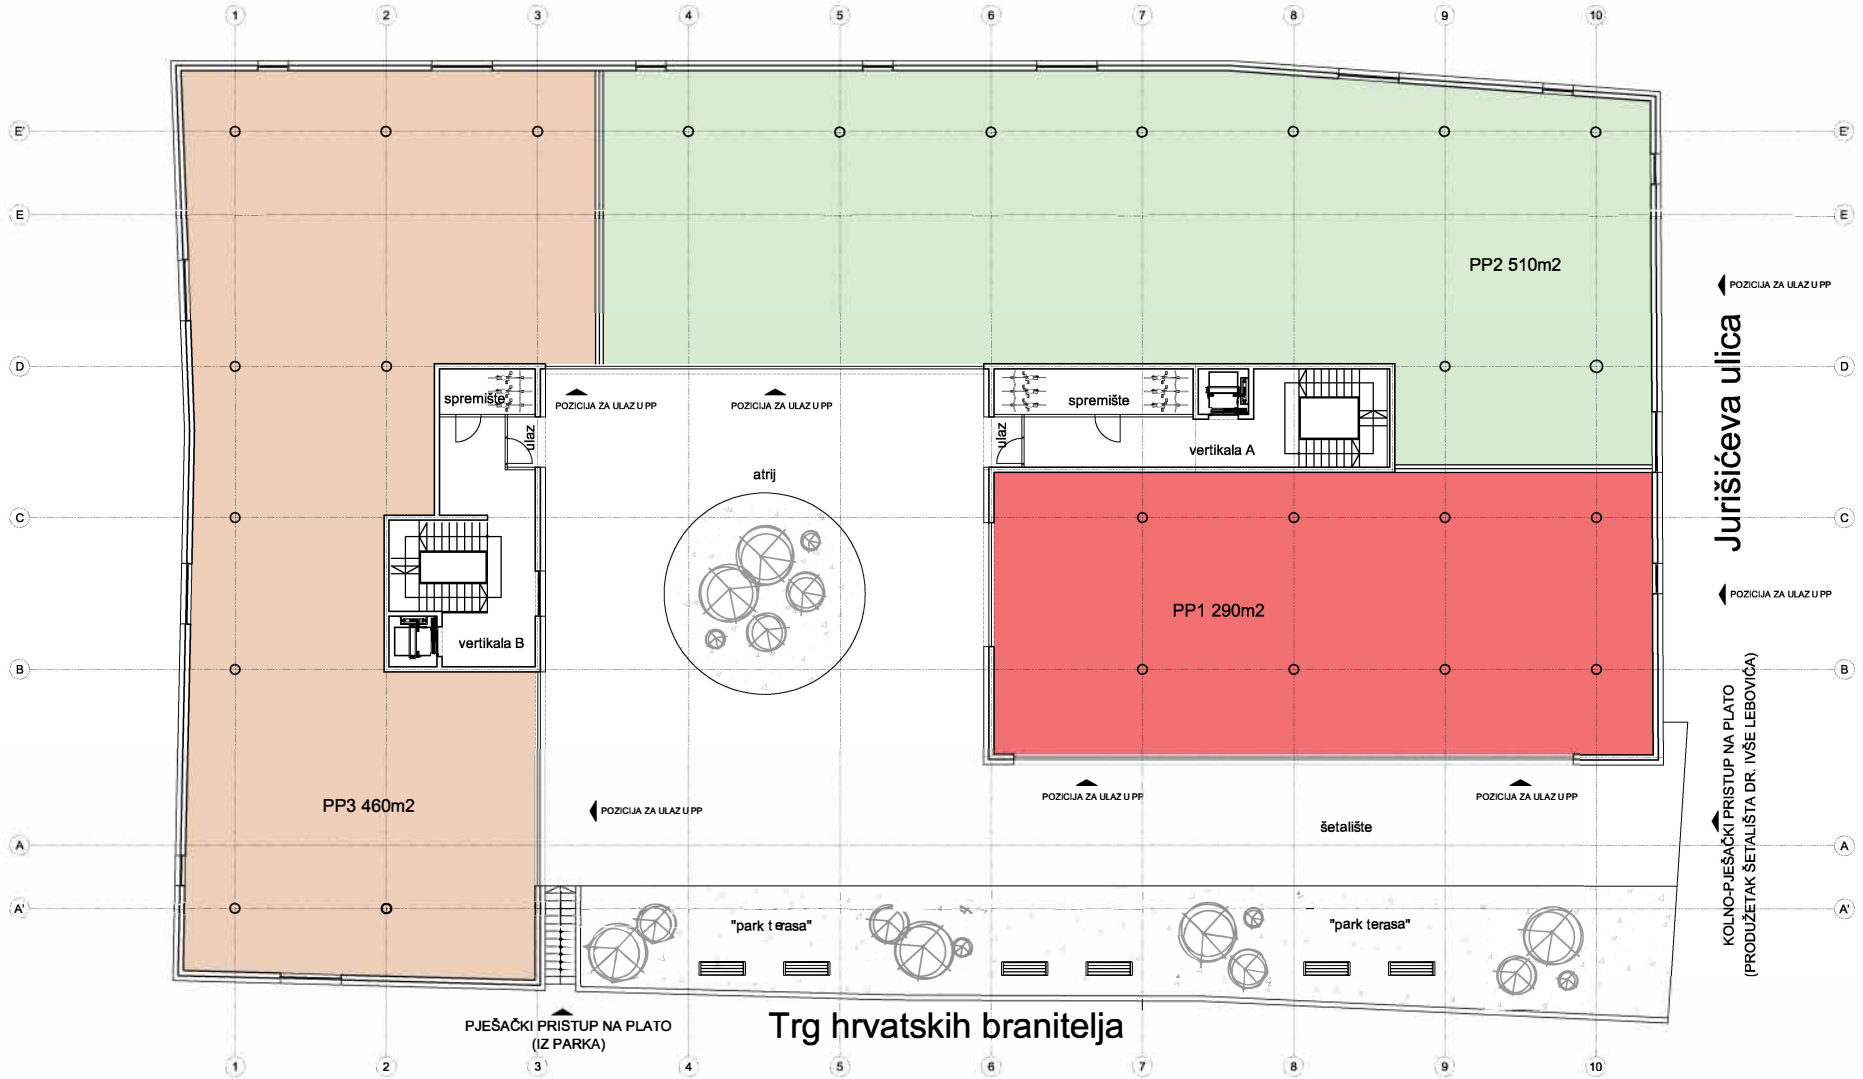 1 2 3 4 5 6 7 8 9 10
E' E'
E E
PP2 510m2
POZICIJA ZA ULAZ U PP
Jurišićeva ulica
D D
spremište
POZICIJA ZA ULAZ U PP
POZICIJA ZA ULAZ U PP
spremište
ulaz
ulaz
vertikala A
atrij
C C
POZICIJA ZA ULAZ U PP
PP1 290m2
vertikala B
B B
KOLNO-PJEŠAČKI PRISTUP NA PLATO
(PRODUŽETAK ŠETALIŠTA DR. IVŠE LEBOVIĆA)
PP3 460m2
POZICIJA ZA ULAZ U PP
POZICIJA ZA ULAZ U PP
POZICIJA ZA ULAZ U PP
šetalište
A A
A' A'
"park terasa"
"park terasa"
PJEŠAČKI PRISTUP NA PLATO
(IZ PARKA)
Trg hrvatskih branitelja
1 2 3 4 5 6 7 8 9 10